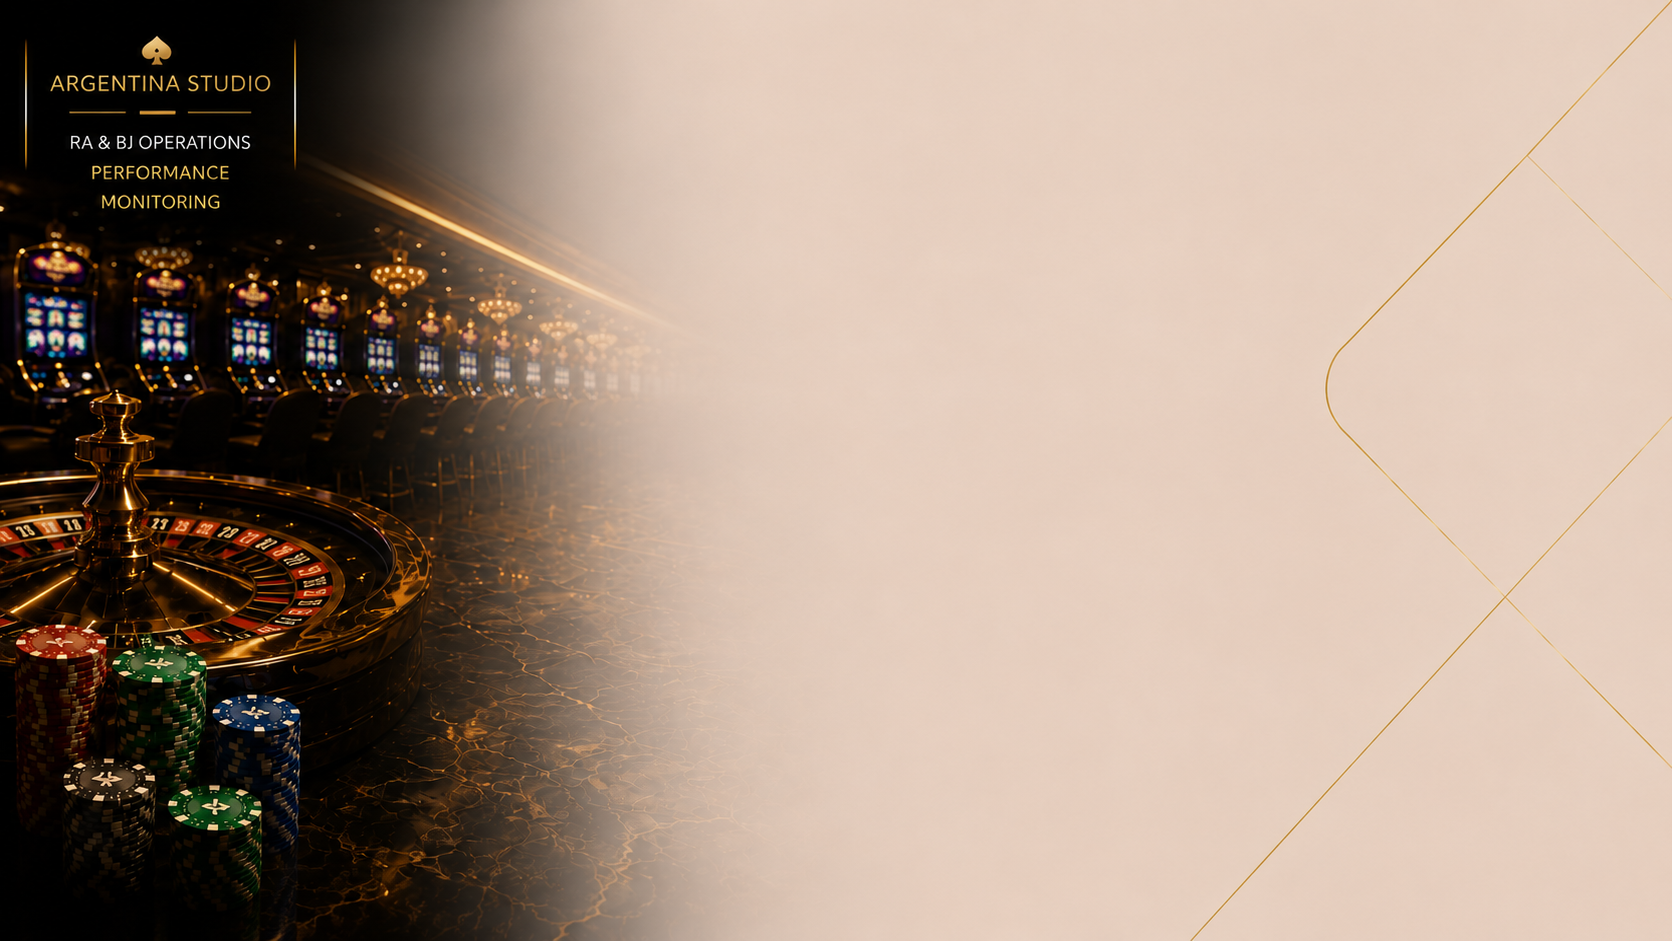 ARGENTINA STUDIO
RA & BJ OPERATIONS
PERFORMANCE
MONITORING